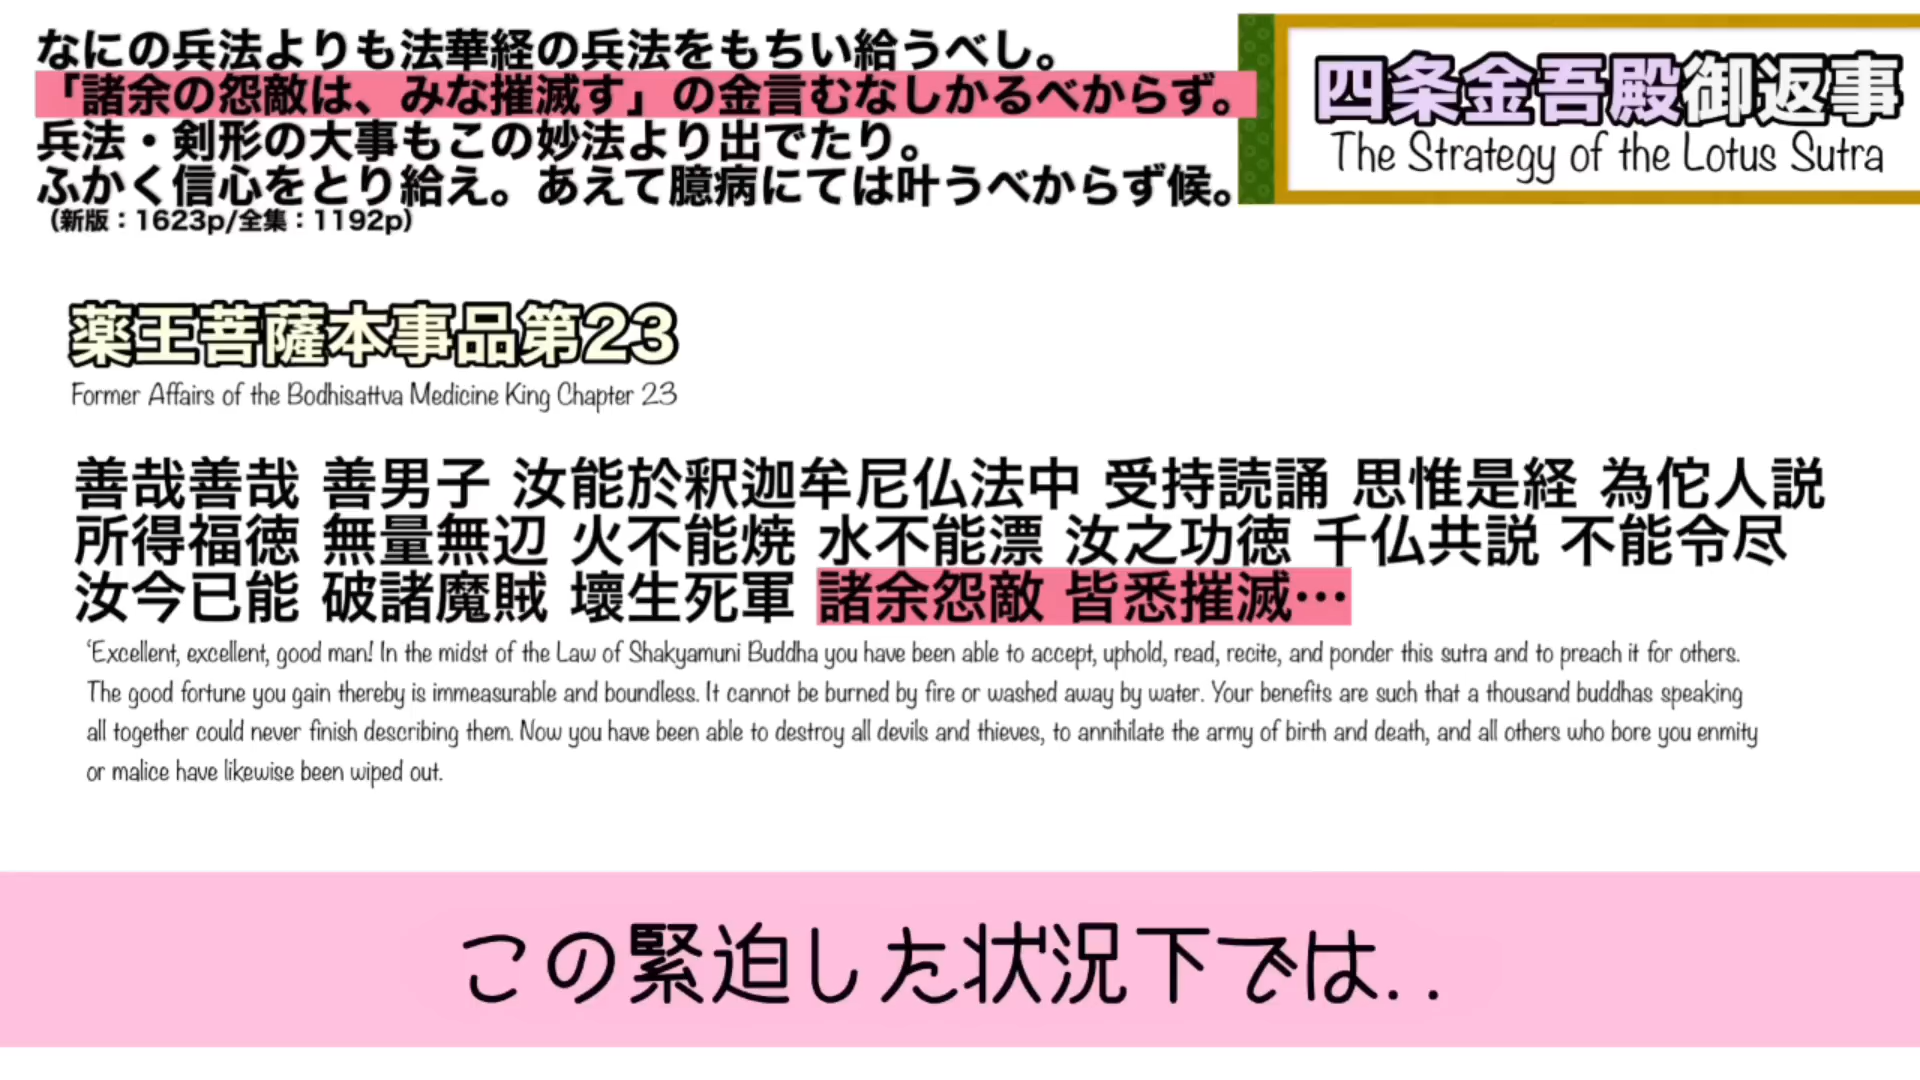 なにの兵法よりも法華経の兵法をもちい給うべし。
「諸余の怨敵は、みな摧滅す」の金言むなしかるべからず。
兵法・剣形の大事もこの妙法より出でたり。
ふかく信心をとり給え。あえて臆病にては叶うべからず候。
（新版：1623p/全集：1192p）
四条金吾殿御返事
The Strategy of the Lotus Sutra
薬王菩薩本事品第23
Former Affairs of the Bodhisattva Medicine King Chapter 23
善哉善哉 善男子 汝能於釈迦牟尼仏法中 受持読誦 思惟是経 為佗人説
所得福徳 無量無辺 火不能焼 水不能漂 汝之功徳 千仏共説 不能令尽
汝今已能 破諸魔賊 壊生死軍 諸余怨敵 皆悉摧滅…
‘Excellent, excellent, good man! In the midst of the Law of Shakyamuni Buddha you have been able to accept, uphold, read, recite, and ponder this sutra and to preach it for others.
The good fortune you gain thereby is immeasurable and boundless. It cannot be burned by fire or washed away by water. Your benefits are such that a thousand buddhas speaking
all together could never finish describing them. Now you have been able to destroy all devils and thieves, to annihilate the army of birth and death, and all others who bore you enmity
or malice have likewise been wiped out.
この緊迫した状況下では..